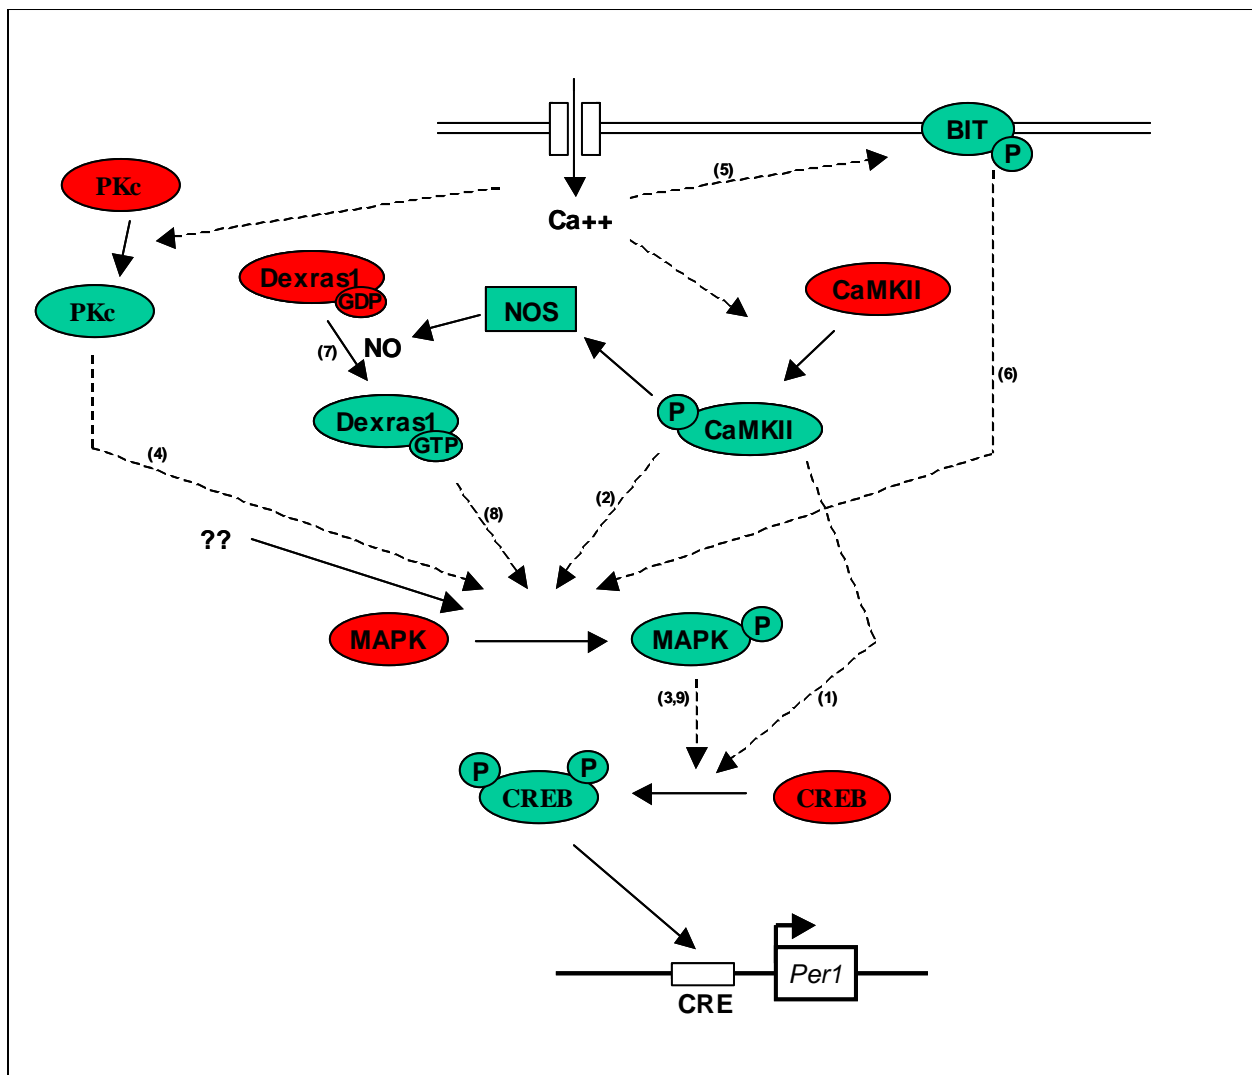 BIT
P
(5)
PKc
Ca++
Dexras1
GDP
CaMKII
PKc
NOS
(7)
NO
(6)
P
Dexras1
GTP
CaMKII
(4)
(2)
(8)
??
MAPK
MAPK
P
(3,9)
(1)
P
P
CREB
CREB
Per1
CRE